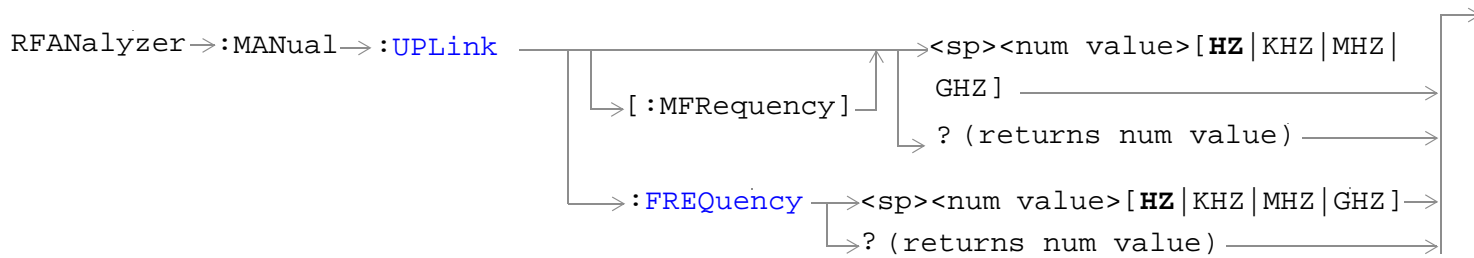 RFANalyzer :MANual :UPLink <sp><num value>[HZ|KHZ|MHZ|
GHZ]
[:MFRequency]
? (returns num value)
:FREQuency <sp><num value>[HZ|KHZ|MHZ|GHZ]
? (returns num value)